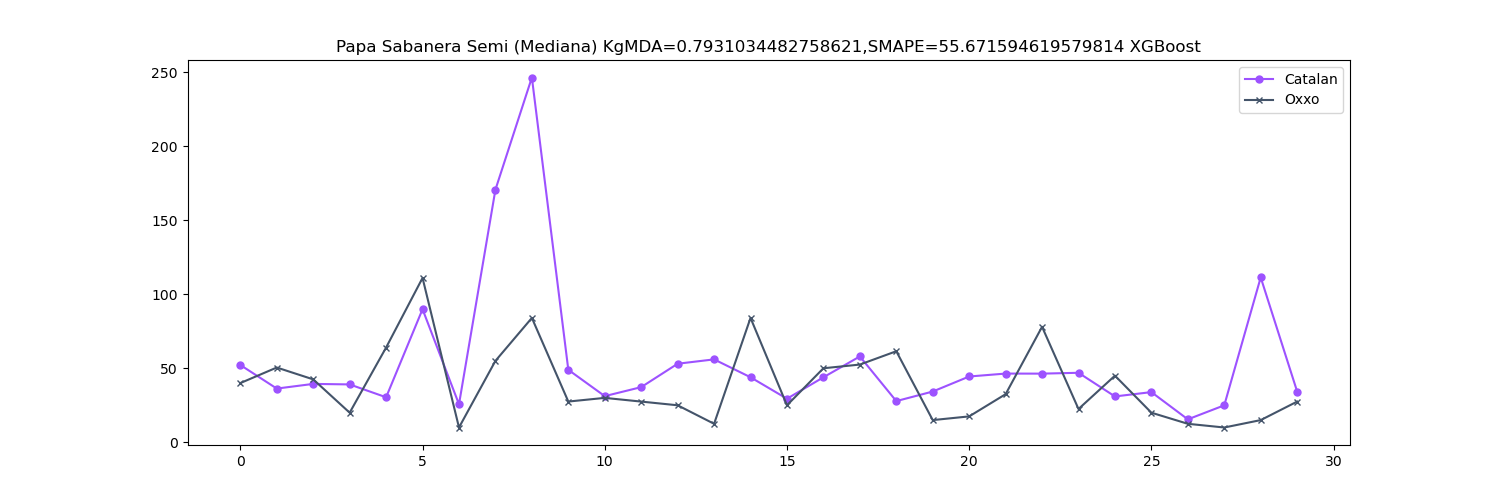 Papa Sabanera Semi (Mediana) KgMDA=0.7931034482758621,SMAPE=55.671594619579814 XGBoost
Catalan
Oxxo
250
200
150
100
50
0
0 5 10 15 20 25 30